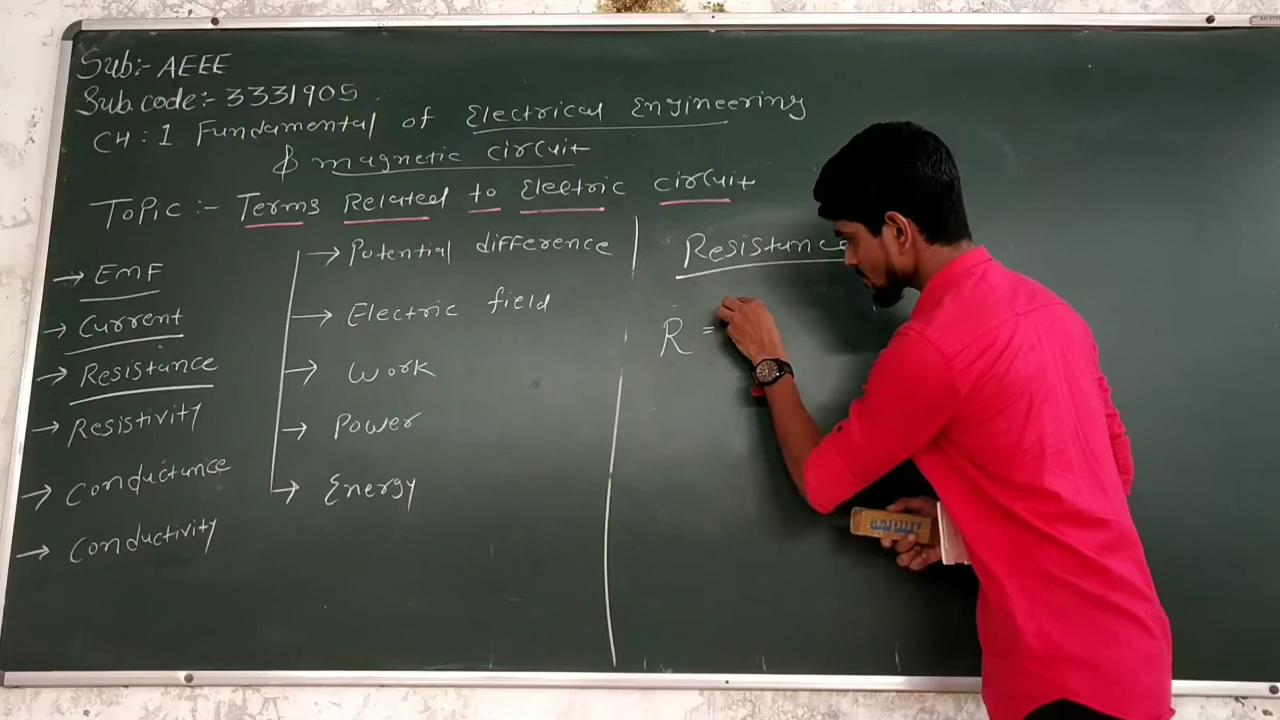 Sub:- AEEE
Sub code:- 3331905
CH : 1 Fundamental of Electrical Engineering
& magnetic circuit
Topic :- Terms Related to Electric circuit
→ EMF
→ Current
→ Resistance
→ Resistivity
→ Conductance
→ Conductivity
→ Potential difference
→ Electric field
→ Work
→ Power
→ Energy
Resistance
R =